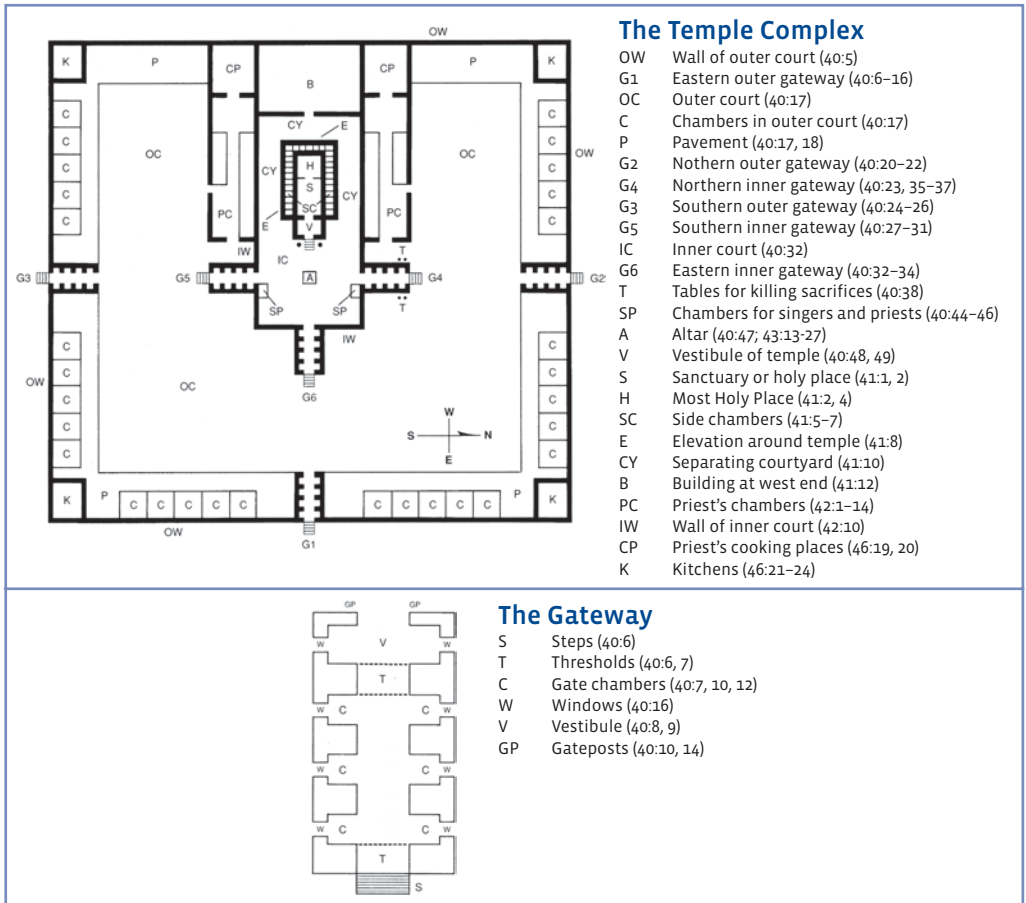 OW
K P CP B CP P K
C C
CY E
C C
OC OC OW
C CY H C
S
C CY C
PC SC PC
C E V C
IW IC T
G3 G5 A G4 G2
SP SP T
C IW C
C C
OW OC
C G6 C
W
C S N C
C E C
K P C C C C C C C C C C P K
OW
G1
The Temple Complex
OW Wall of outer court (40:5)
G1 Eastern outer gateway (40:6–16)
OC Outer court (40:17)
C Chambers in outer court (40:17)
P Pavement (40:17, 18)
G2 Nothern outer gateway (40:20–22)
G4 Northern inner gateway (40:23, 35–37)
G3 Southern outer gateway (40:24–26)
G5 Southern inner gateway (40:27–31)
IC Inner court (40:32)
G6 Eastern inner gateway (40:32–34)
T Tables for killing sacrifices (40:38)
SP Chambers for singers and priests (40:44–46)
A Altar (40:47; 43:13-27)
V Vestibule of temple (40:48, 49)
S Sanctuary or holy place (41:1, 2)
H Most Holy Place (41:2, 4)
SC Side chambers (41:5–7)
E Elevation around temple (41:8)
CY Separating courtyard (41:10)
B Building at west end (41:12)
PC Priest's chambers (42:1–14)
IW Wall of inner court (42:10)
CP Priest's cooking places (46:19, 20)
K Kitchens (46:21–24)
GP GP
W V W
T
W C C W
W C C W
W C C W
T
S
The Gateway
S Steps (40:6)
T Thresholds (40:6, 7)
C Gate chambers (40:7, 10, 12)
W Windows (40:16)
V Vestibule (40:8, 9)
GP Gateposts (40:10, 14)